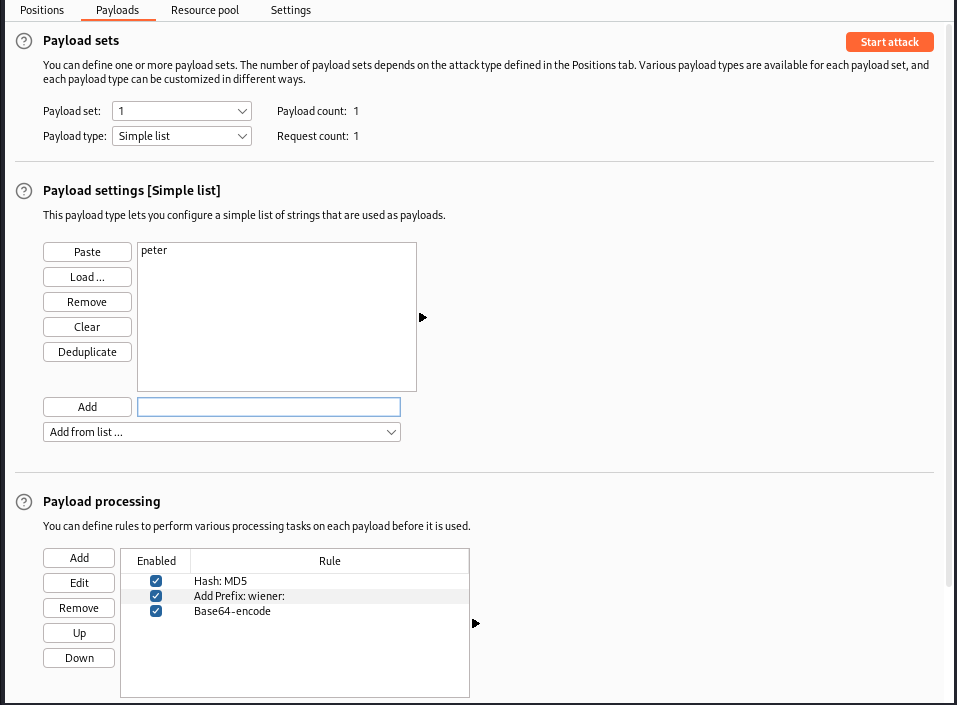 Positions Payloads Resource pool Settings
Payload sets
Start attack
You can define one or more payload sets. The number of payload sets depends on the attack type defined in the Positions tab. Various payload types are available for each payload set, and
each payload type can be customized in different ways.
Payload set: 1 Payload count: 1
Payload type: Simple list Request count: 1
Payload settings [Simple list]
This payload type lets you configure a simple list of strings that are used as payloads.
Paste
peter
Load ...
Remove
Clear
Deduplicate
Add
Add from list ...
Payload processing
You can define rules to perform various processing tasks on each payload before it is used.
Add
Edit
Remove
Up
Down
Enabled Rule
Hash: MD5
Add Prefix: wiener:
Base64-encode